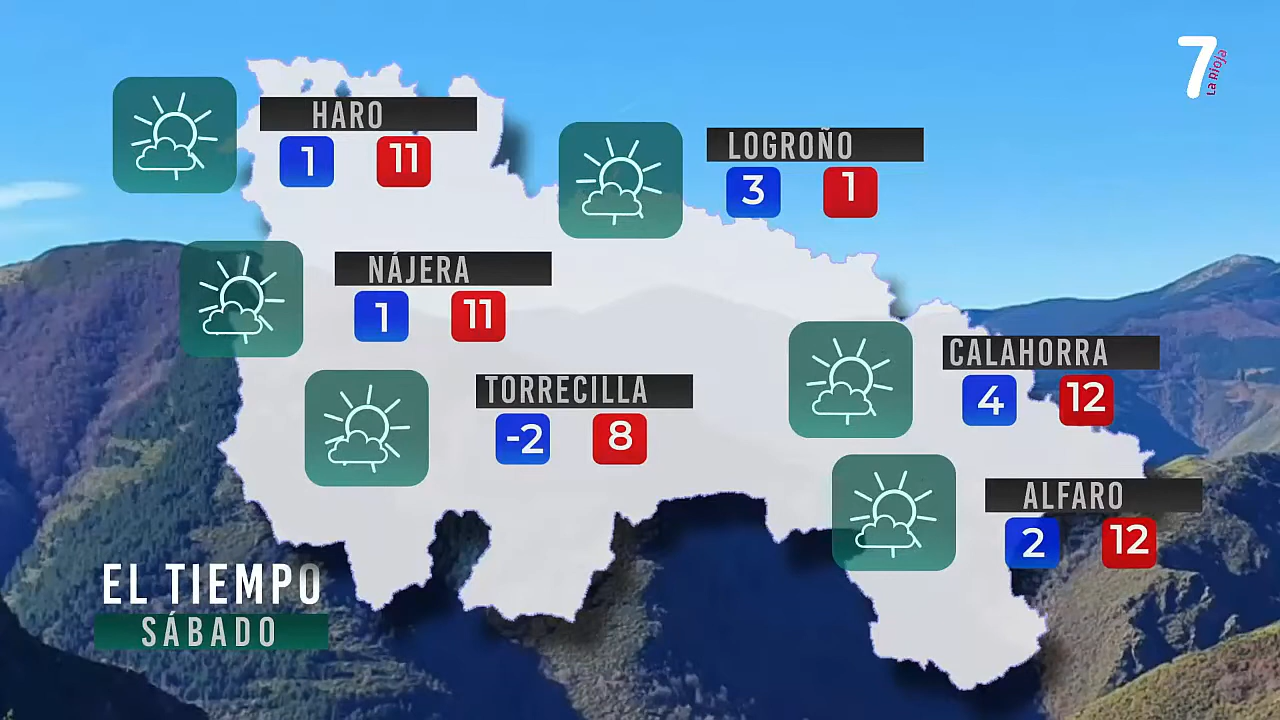 7
La Rioja
HARO
1 11
LOGROÑO
3 1
NÁJERA
1 11
TORRECILLA
-2 8
CALAHORRA
4 12
ALFARO
2 12
EL TIEMPO
SÁBADO